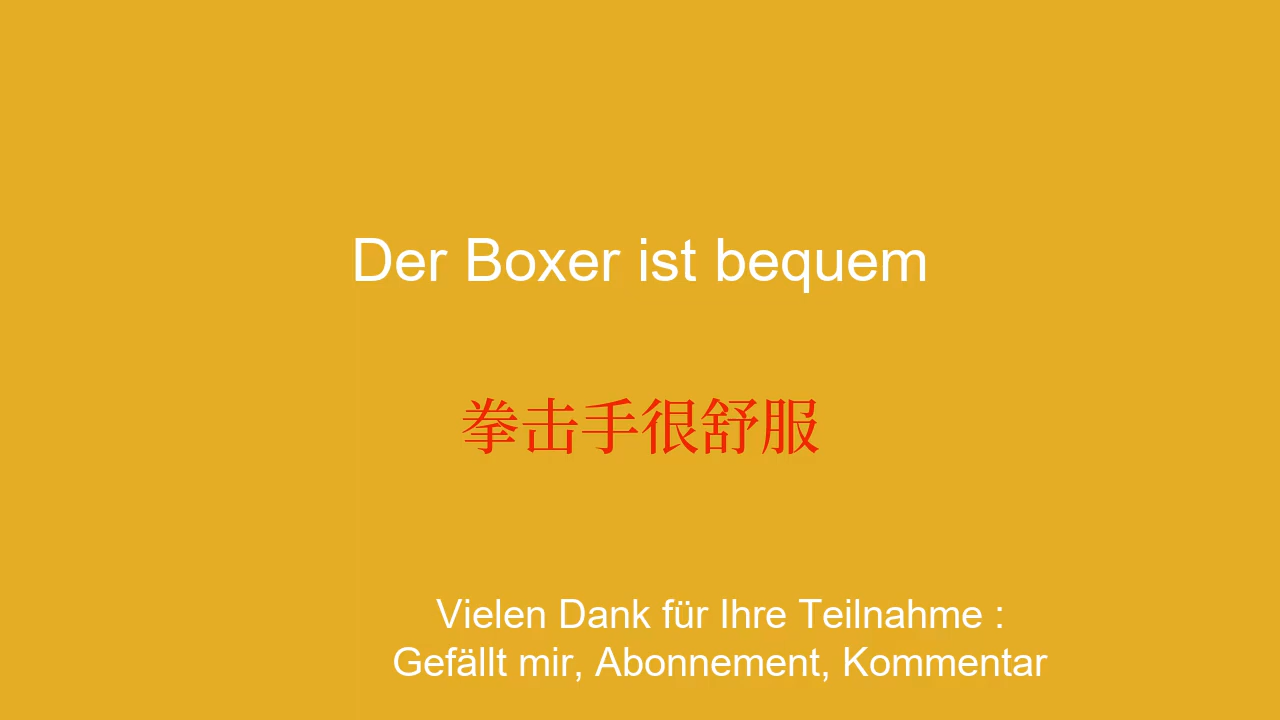 Der Boxer ist bequem
拳击手很舒服
Vielen Dank für Ihre Teilnahme :
Gefällt mir, Abonnement, Kommentar